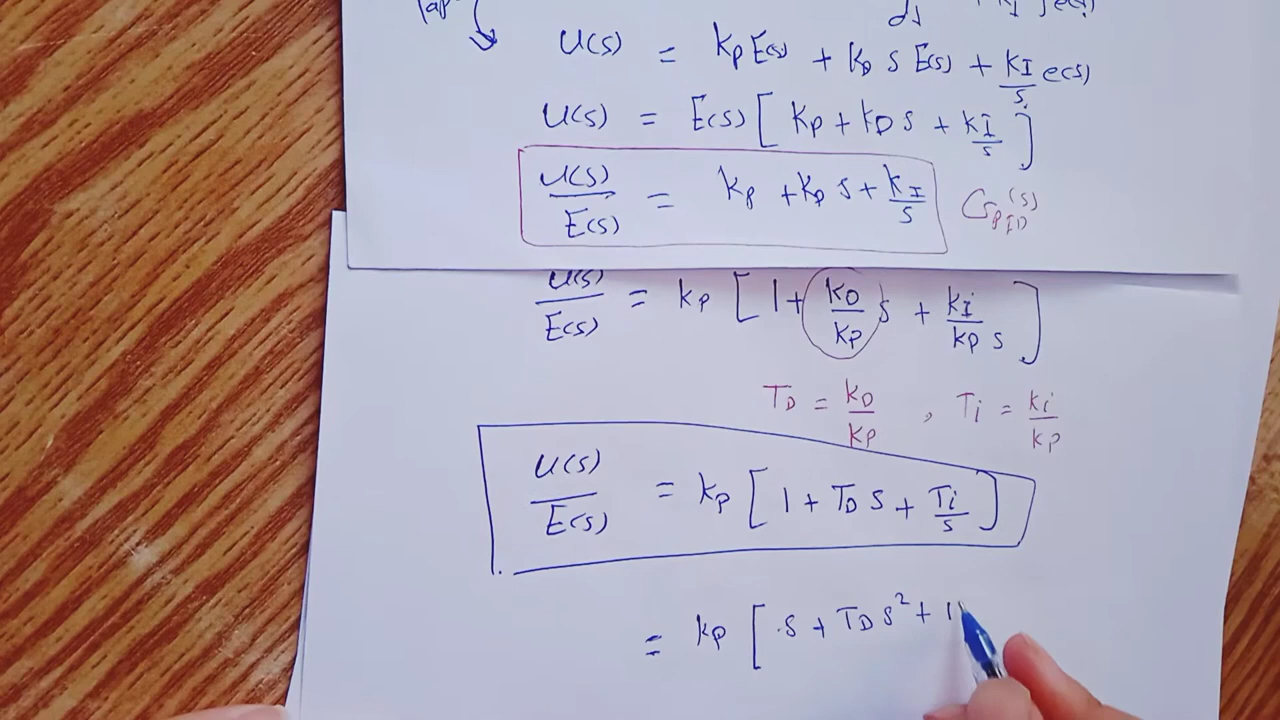 U(s) = kp E(s) + kD s E(s) + kI/s e(s)
U(s) = E(s) [ kp + kD s + kI/s ]
U(s)/E(s) = kp + kD s + kI/s GPID(s)
U(s)/E(s) = kp [ 1 + kD/kp s + ki/kp s ]
TD = kD/kp , Ti = ki/kp
U(s)/E(s) = kp [ 1 + TD s + Ti/s ]
= kp [ s + TD s² +